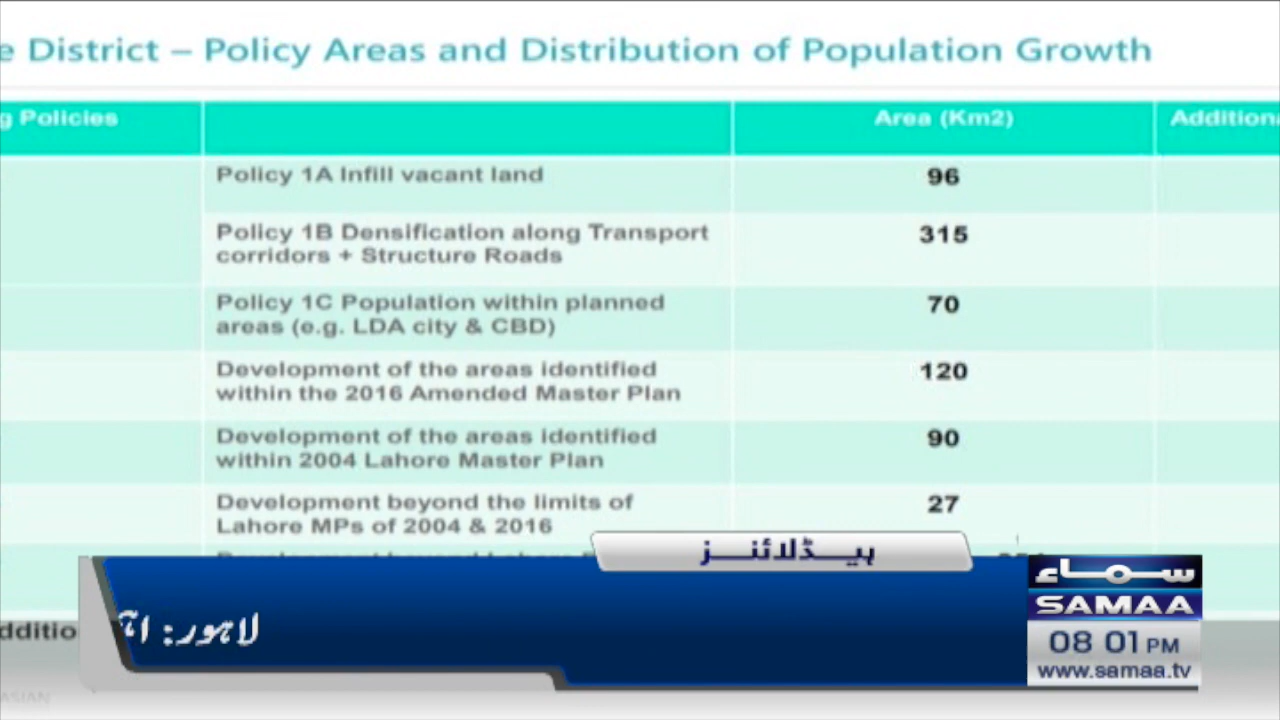 e District – Policy Areas and Distribution of Population Growth
g Policies
Area (Km2)
Addition
Policy 1A Infill vacant land
96
Policy 1B Densification along Transport
corridors + Structure Roads
315
Policy 1C Population within planned
areas (e.g. LDA city & CBD)
70
Development of the areas identified
within the 2016 Amended Master Plan
120
Development of the areas identified
within 2004 Lahore Master Plan
90
Development beyond the limits of
Lahore MPs of 2004 & 2016
27
ہیڈلائنز
لاہور:
dditio
سماء
SAMAA
08 01 PM
www.samaa.tv
ASIAN